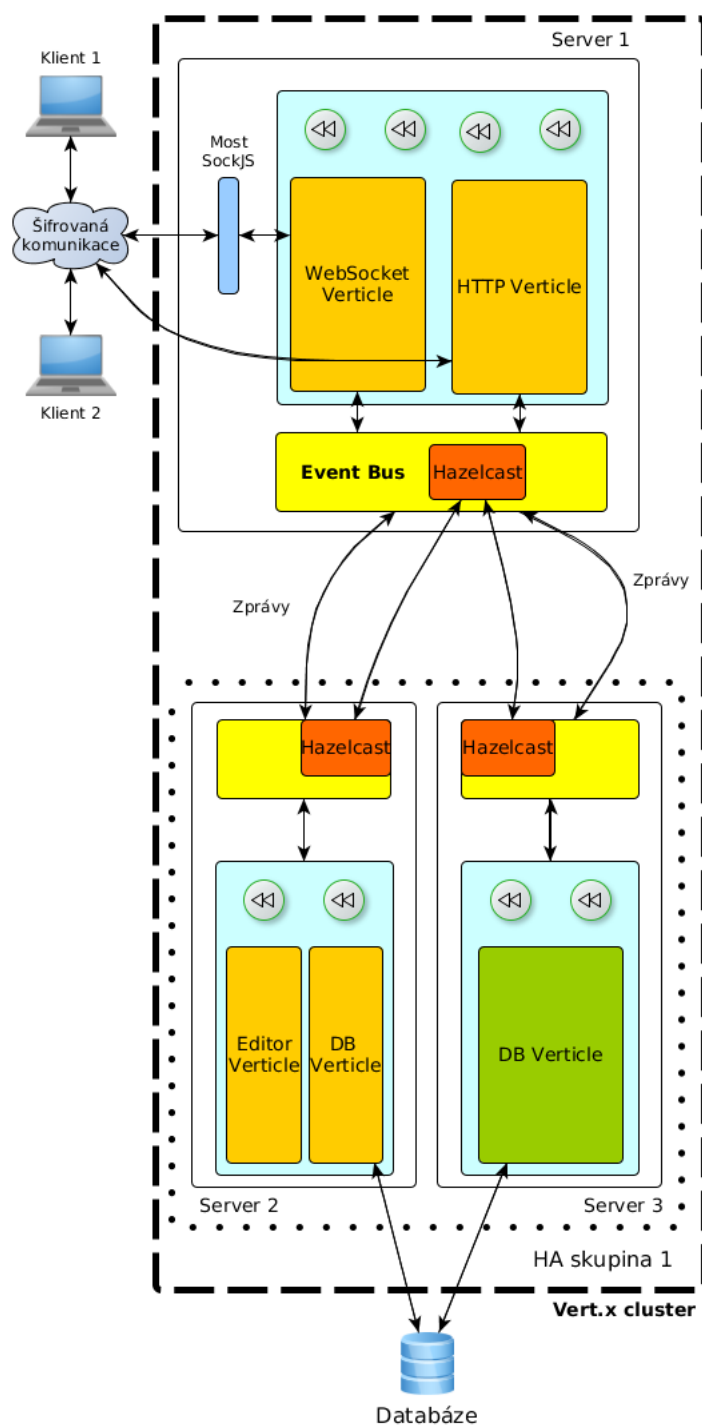 Server 1
Klient 1
Most
SockJS
Šifrovaná
komunikace
WebSocket
Verticle
HTTP Verticle
Klient 2
Event Bus
Hazelcast
Zprávy
Zprávy
Hazelcast
Hazelcast
Editor
Verticle
DB
Verticle
DB Verticle
Server 2
Server 3
HA skupina 1
Vert.x cluster
Databáze